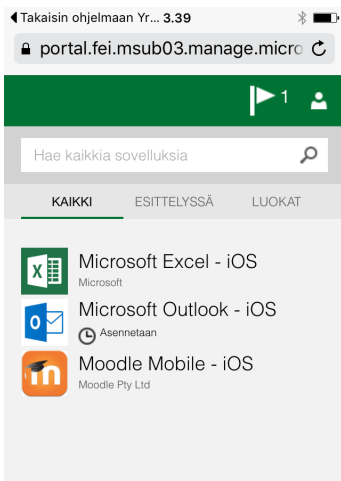 Takaisin ohjelmaan Yr... 3.39
portal.fei.msub03.manage.micro
1
Hae kaikkia sovelluksia
KAIKKI ESITTELYSSÄ LUOKAT
Microsoft Excel - iOS
Microsoft
Microsoft Outlook - iOS
Asennetaan
Moodle Mobile - iOS
Moodle Pty Ltd